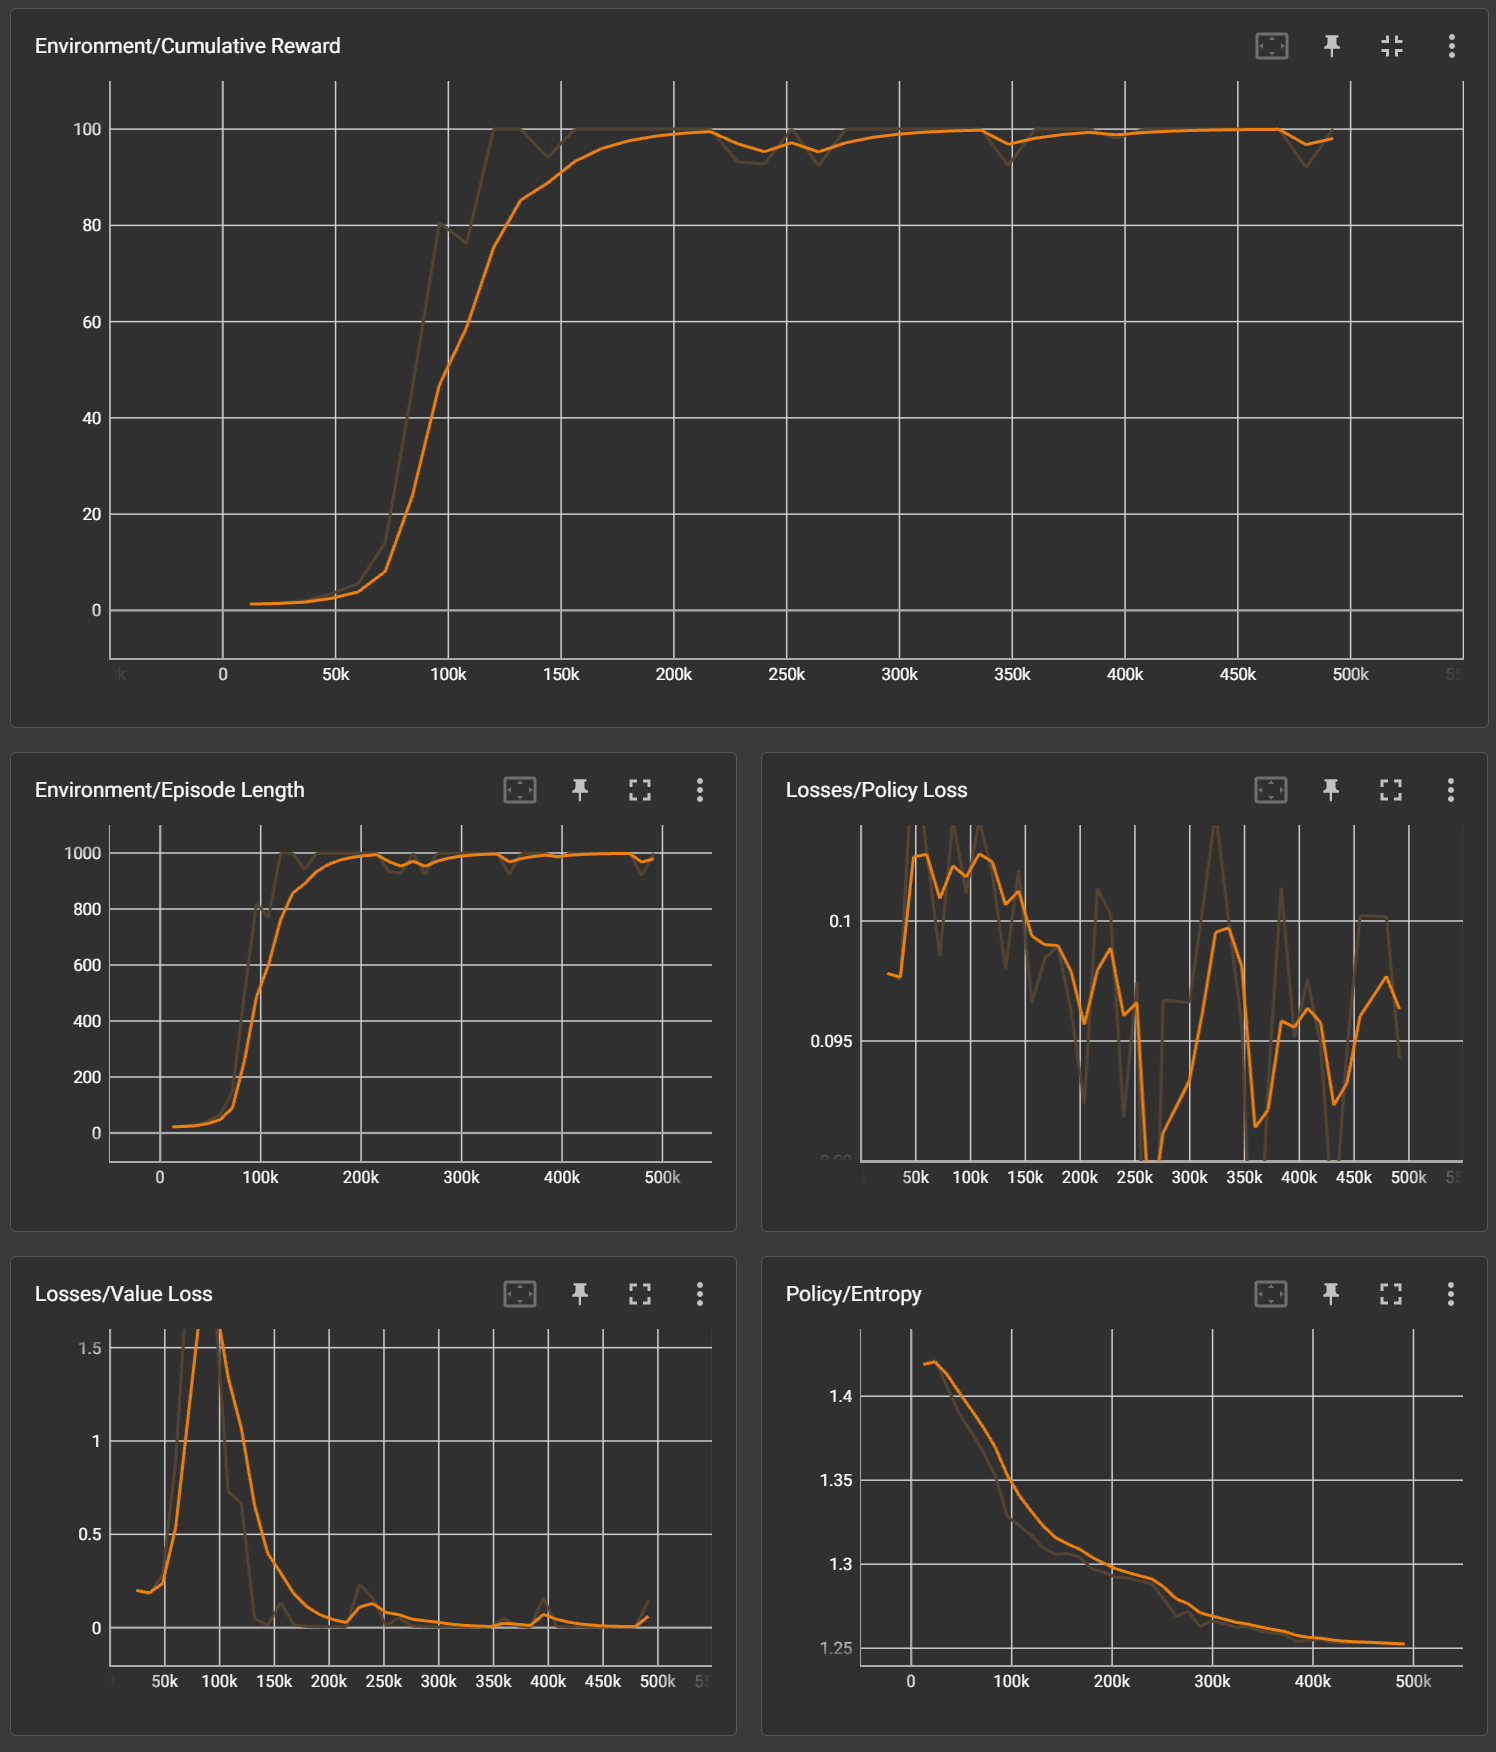 Environment/Cumulative Reward
100
80
60
40
20
0
0 50k 100k 150k 200k 250k 300k 350k 400k 450k 500k
Environment/Episode Length
1000
800
600
400
200
0
0 100k 200k 300k 400k 500k
Losses/Policy Loss
0.1
0.095
50k 100k 150k 200k 250k 300k 350k 400k 450k 500k
Losses/Value Loss
1.5
1
0.5
0
50k 100k 150k 200k 250k 300k 350k 400k 450k 500k
Policy/Entropy
1.4
1.35
1.3
1.25
0 100k 200k 300k 400k 500k